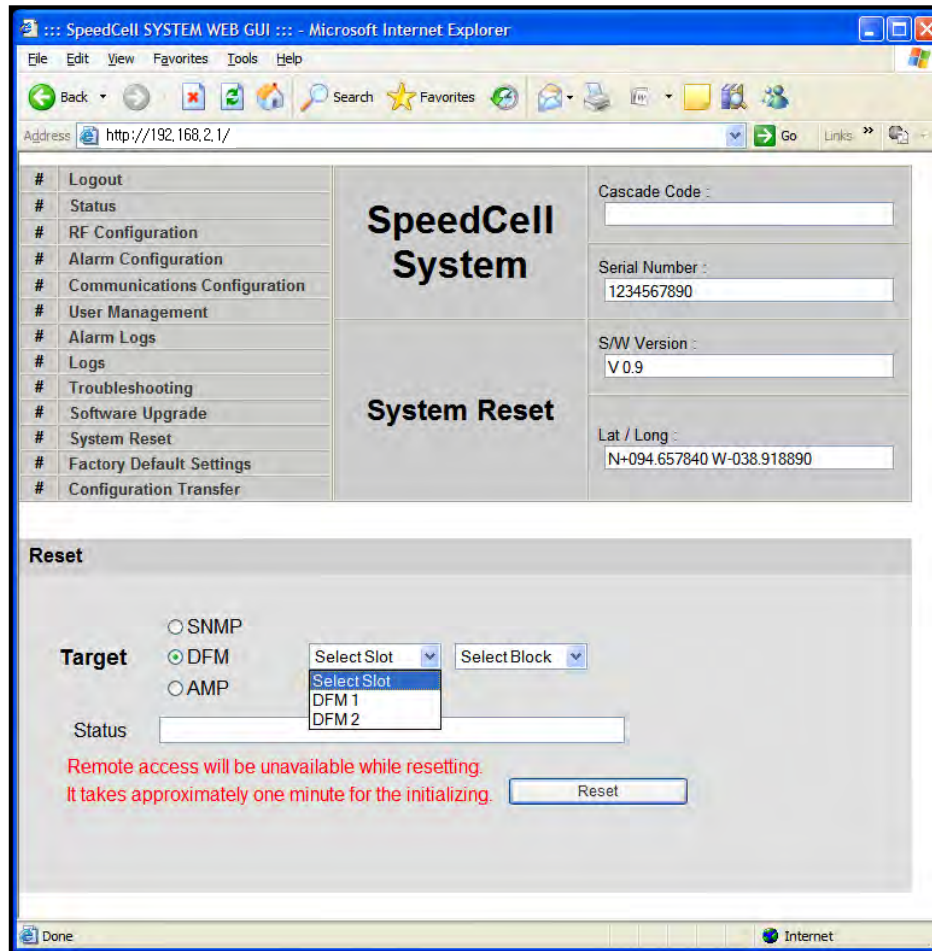 ::: SpeedCell SYSTEM WEB GUI ::: - Microsoft Internet Explorer
File Edit View Favorites Tools Help
Back Search Favorites
Address http://192,168,2,1/ Go Links »
# Logout
# Status
# RF Configuration
# Alarm Configuration
# Communications Configuration
# User Management
# Alarm Logs
# Logs
# Troubleshooting
# Software Upgrade
# System Reset
# Factory Default Settings
# Configuration Transfer
SpeedCell
System
System Reset
Cascade Code :
Serial Number :
1234567890
S/W Version :
V 0.9
Lat / Long :
N+094.657840 W-038.918890
Reset
SNMP
Target DFM Select Slot Select Block
Select Slot
AMP
DFM 1
DFM 2
Status
Remote access will be unavailable while resetting.
It takes approximately one minute for the initializing. Reset
Done Internet